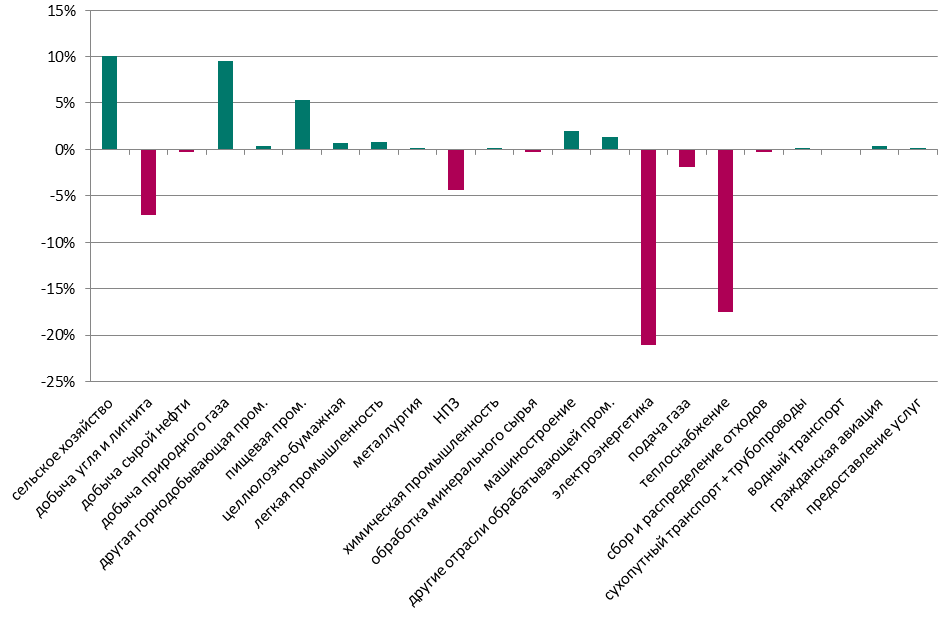 15%
10%
5%
0%
-5%
-10%
-15%
-20%
-25%
сельское хозяйство
добыча угля и лигнита
добыча сырой нефти
добыча природного газа
другая горнодобывающая пром.
пищевая пром.
целлюлозно-бумажная
легкая промышленность
металлургия
НПЗ
химическая промышленность
обработка минерального сырья
машиностроение
другие отрасли обрабатывающей пром.
электроэнергетика
подача газа
теплоснабжение
сбор и распределение отходов
сухопутный транспорт + трубопроводы
водный транспорт
гражданская авиация
предоставление услуг